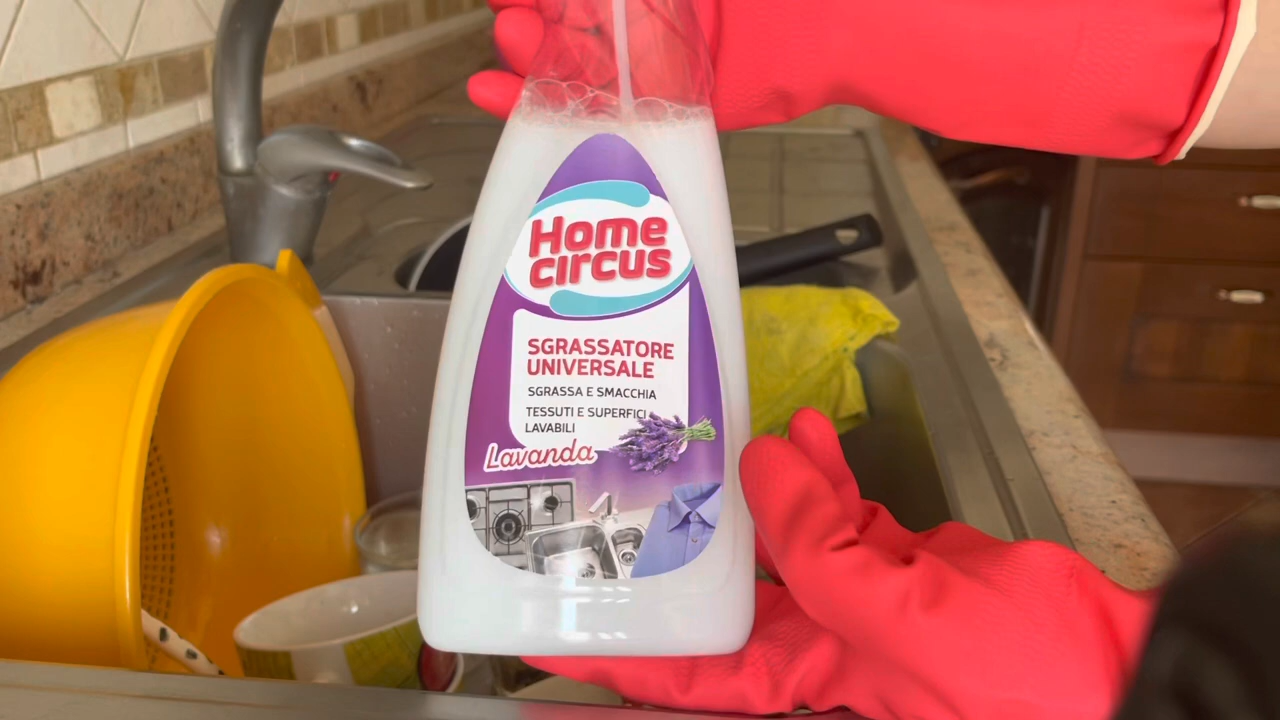 Home
circus
SGRASSATORE
UNIVERSALE
SGRASSA E SMACCHIA
TESSUTI E SUPERFICI
LAVABILI
Lavanda